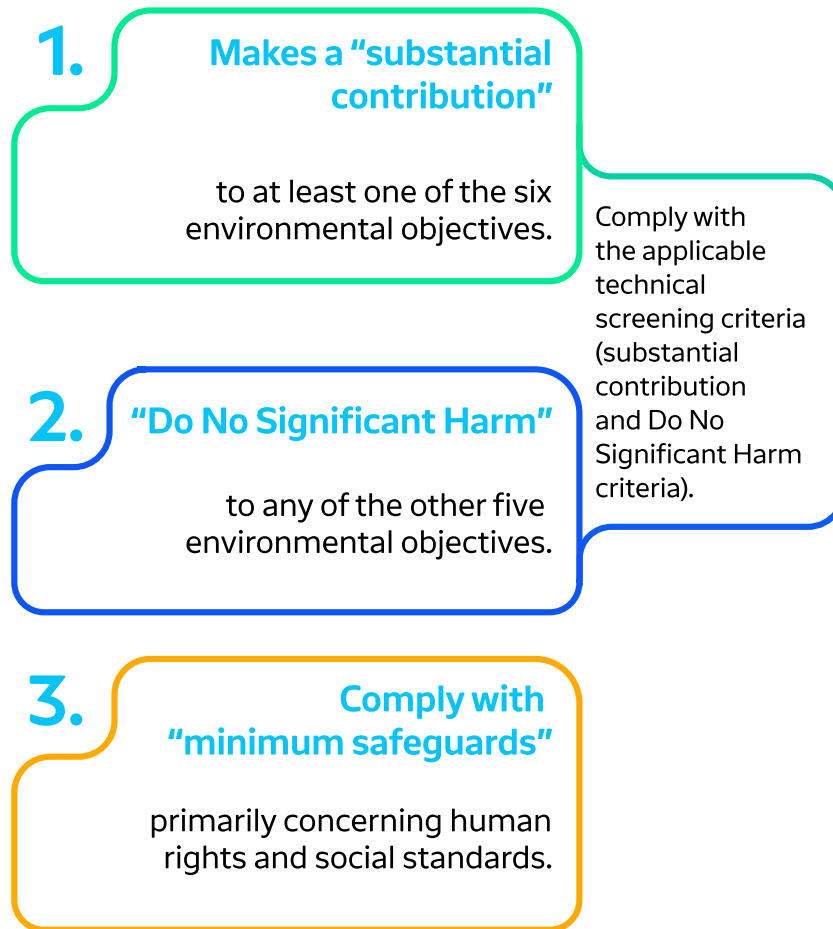 1.
Makes a “substantial
contribution”
to at least one of the six
environmental objectives.
Comply with
the applicable
technical
screening criteria
(substantial
contribution
and Do No
Significant Harm
criteria).
2.
“Do No Significant Harm”
to any of the other five
environmental objectives.
3.
Comply with
“minimum safeguards”
primarily concerning human
rights and social standards.